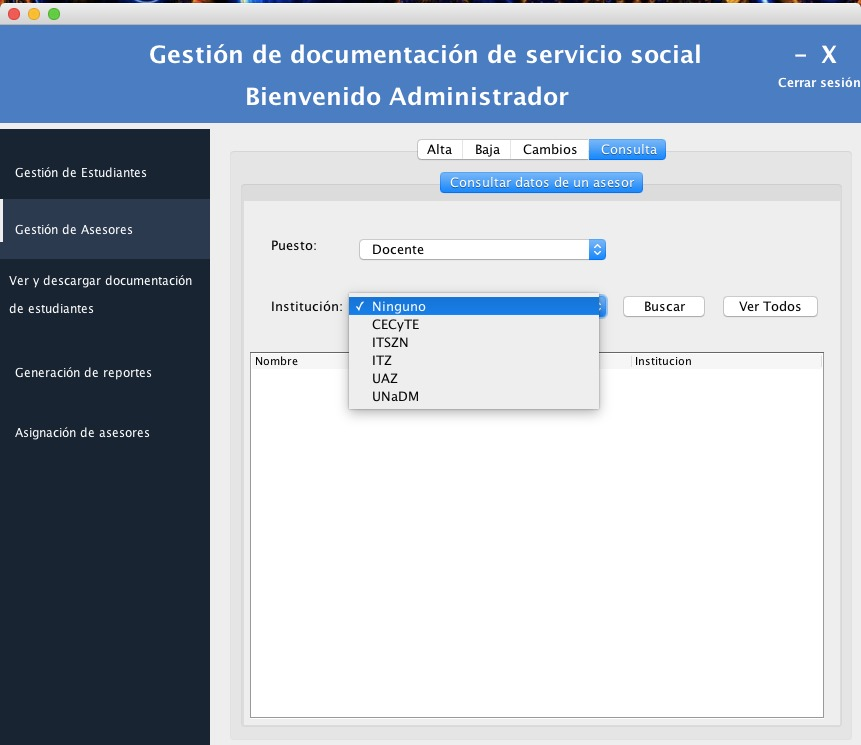 Gestión de documentación de servicio social
– X
Bienvenido Administrador
Cerrar sesión
Gestión de Estudiantes
Gestión de Asesores
Ver y descargar documentación
de estudiantes
Generación de reportes
Asignación de asesores
Alta Baja Cambios Consulta
Consultar datos de un asesor
Puesto: Docente
Institución: ✓ Ninguno Buscar Ver Todos
CECyTE
ITSZN
ITZ
UAZ
UNaDM
Nombre Institucion